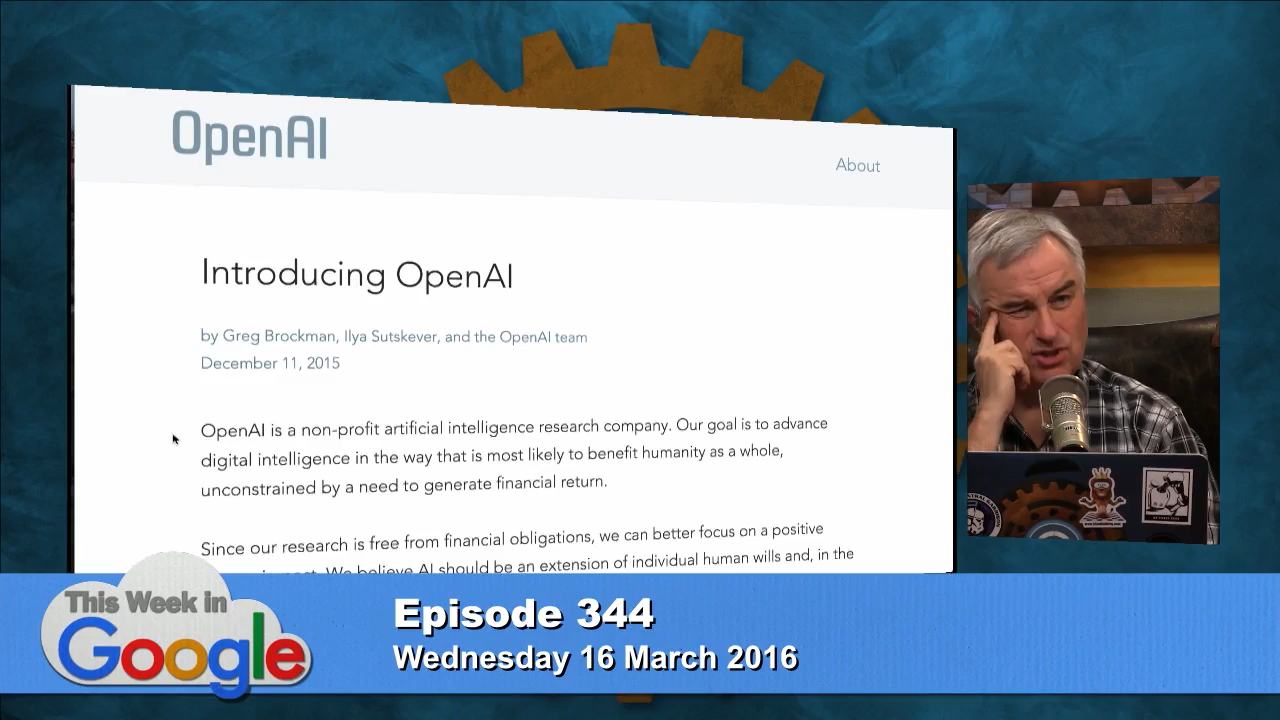 OpenAI
About
Introducing OpenAI
by Greg Brockman, Ilya Sutskever, and the OpenAI team
December 11, 2015
OpenAI is a non-profit artificial intelligence research company. Our goal is to advance
digital intelligence in the way that is most likely to benefit humanity as a whole,
unconstrained by a need to generate financial return.
Since our research is free from financial obligations, we can better focus on a positive
We believe AI should be an extension of individual human wills and, in the
This Week in
Google
Episode 344
Wednesday 16 March 2016